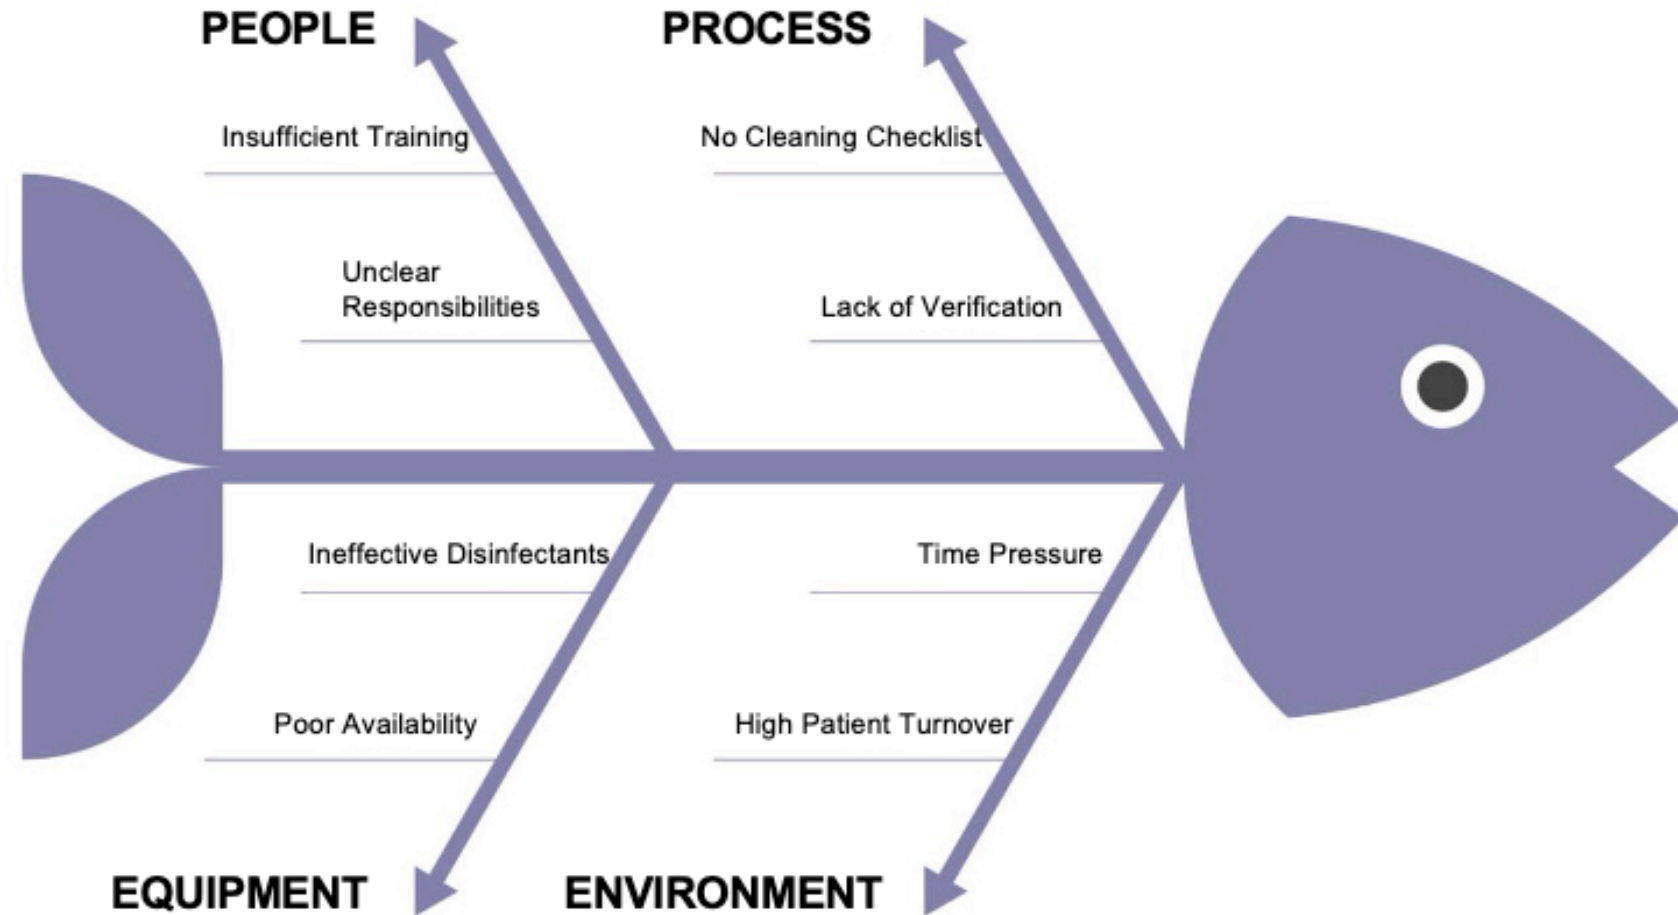 PEOPLE
PROCESS
Insufficient Training
No Cleaning Checklist
Unclear
Responsibilities
Lack of Verification
Ineffective Disinfectants
Time Pressure
Poor Availability
High Patient Turnover
EQUIPMENT
ENVIRONMENT